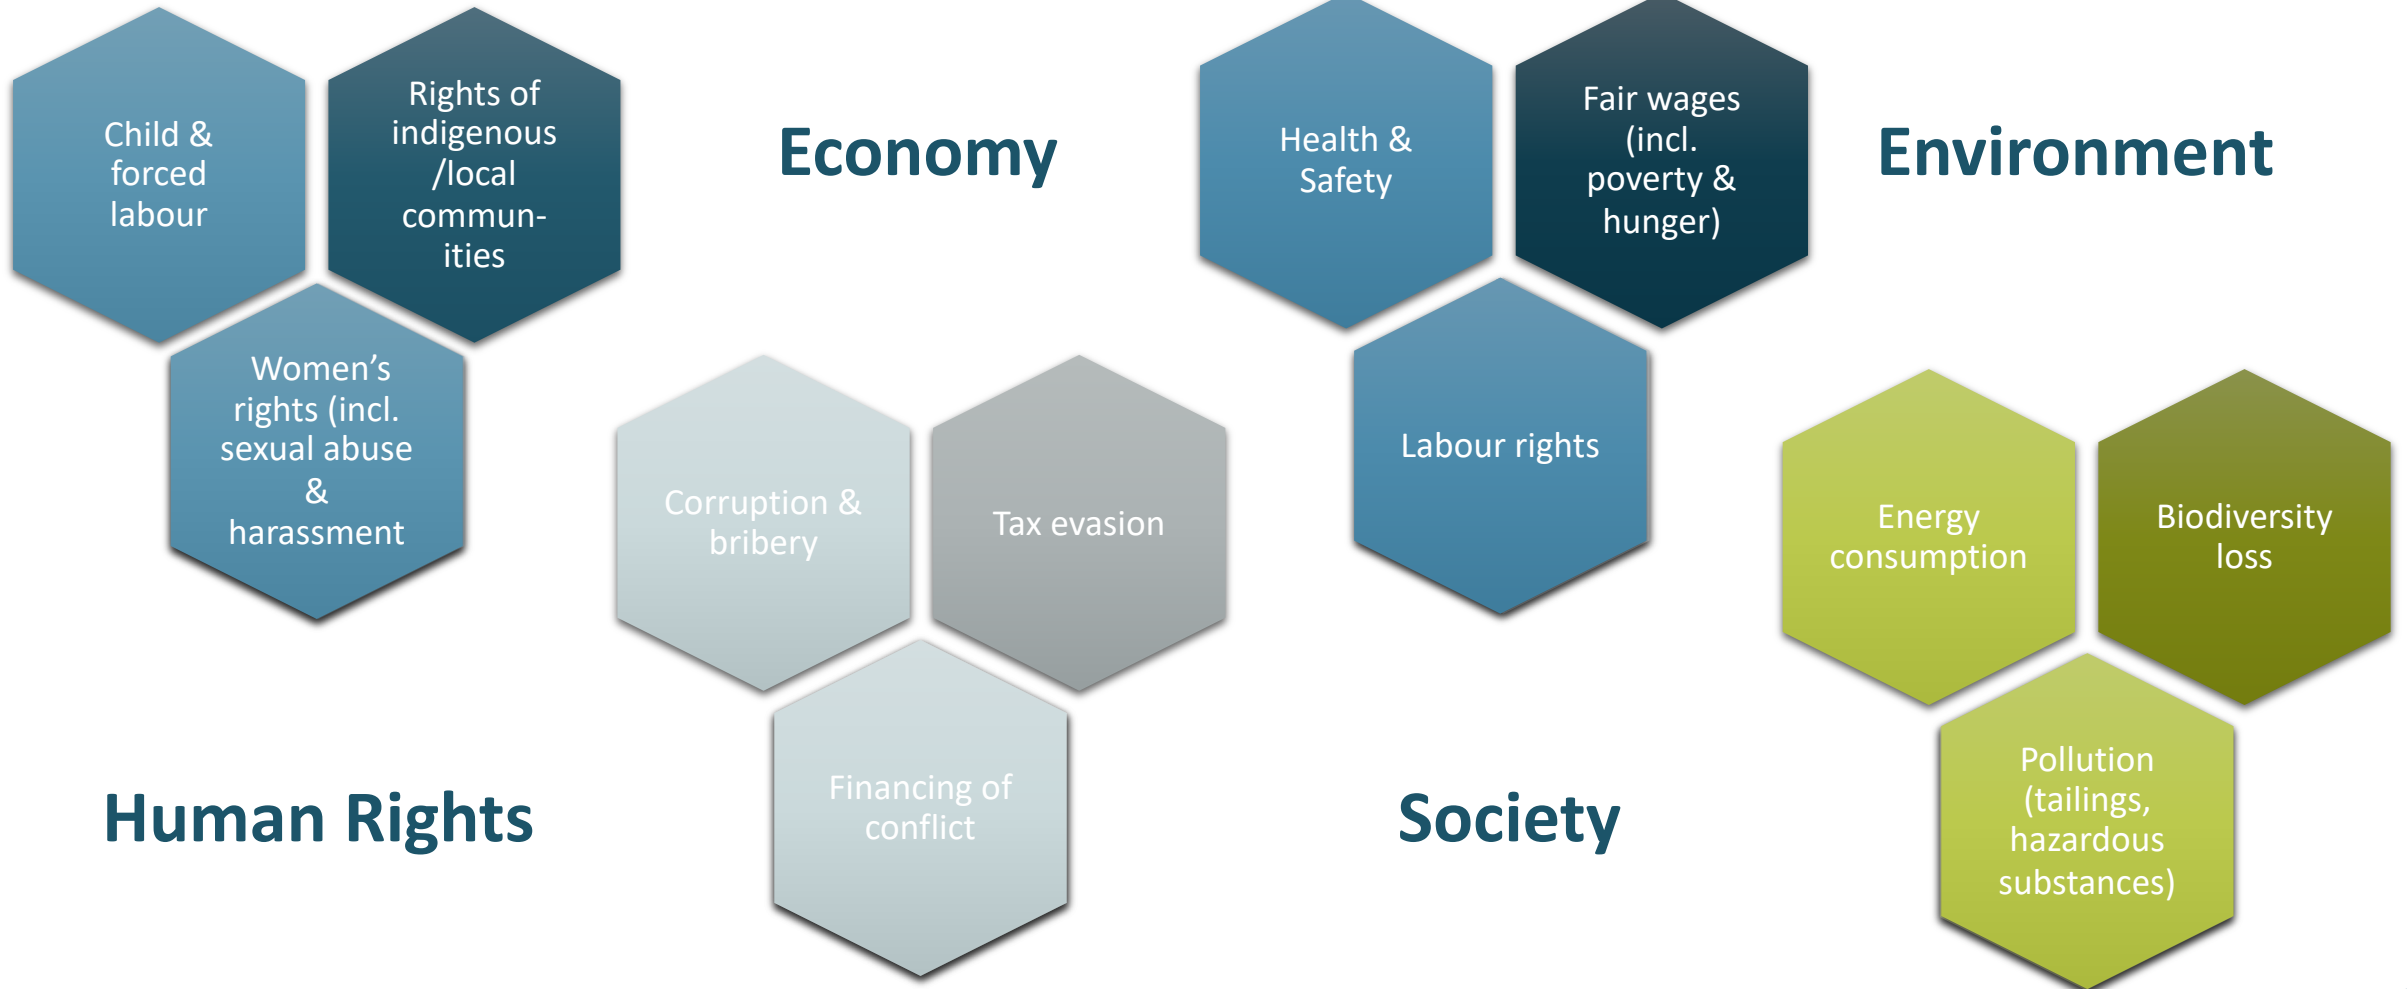 Child &
forced
labour
Rights of
indigenous
/local
commun-
ities
Women’s
rights (incl.
sexual abuse
&
harassment
Human Rights
Economy
Corruption &
bribery
Tax evasion
Financing of
conflict
Health &
Safety
Fair wages
(incl.
poverty &
hunger)
Labour rights
Society
Environment
Energy
consumption
Biodiversity
loss
Pollution
(tailings,
hazardous
substances)